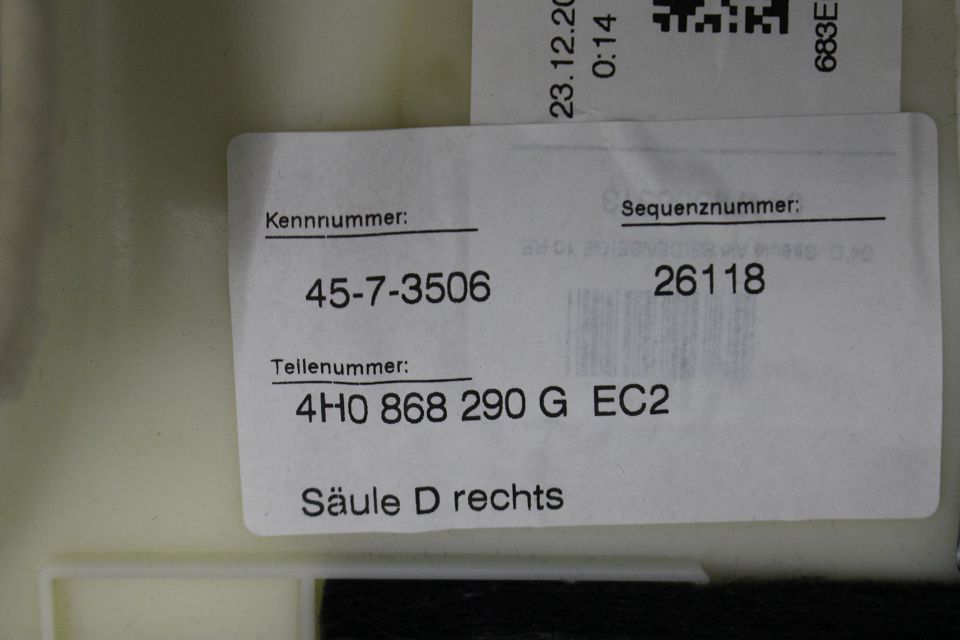 23.12.20
0:14
683E
Kennnummer:
Sequenznummer:
45-7-3506
26118
Teilenummer:
4H0 868 290 G EC2
Säule D rechts